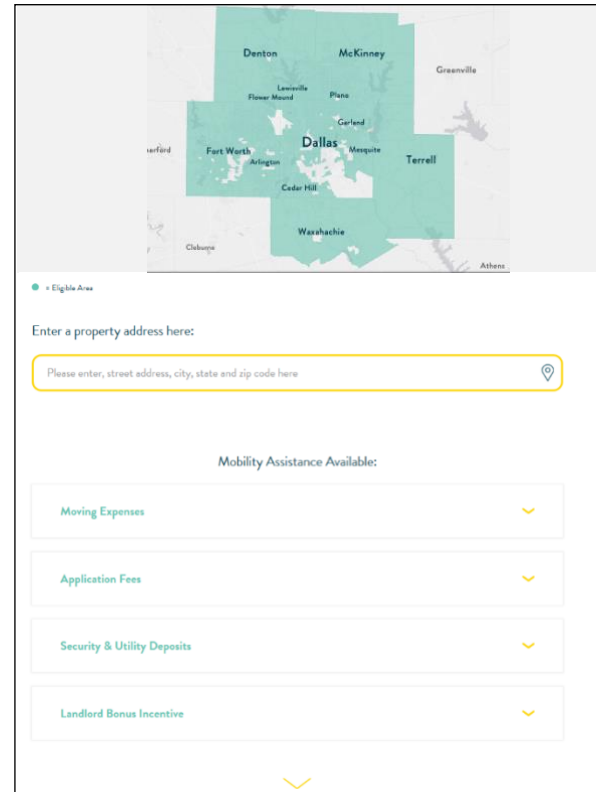 Denton
McKinney
Greenville
Lewisville
Flower Mound
Plano
Garland
Dallas
erford
Fort Worth
Mesquite
Arlington
Terrell
Cedar Hill
Waxahachie
Cleburne
Athens
= Eligible Area
Enter a property address here:
Please enter, street address, city, state and zip code here
Mobility Assistance Available:
Moving Expenses
Application Fees
Security & Utility Deposits
Landlord Bonus Incentive